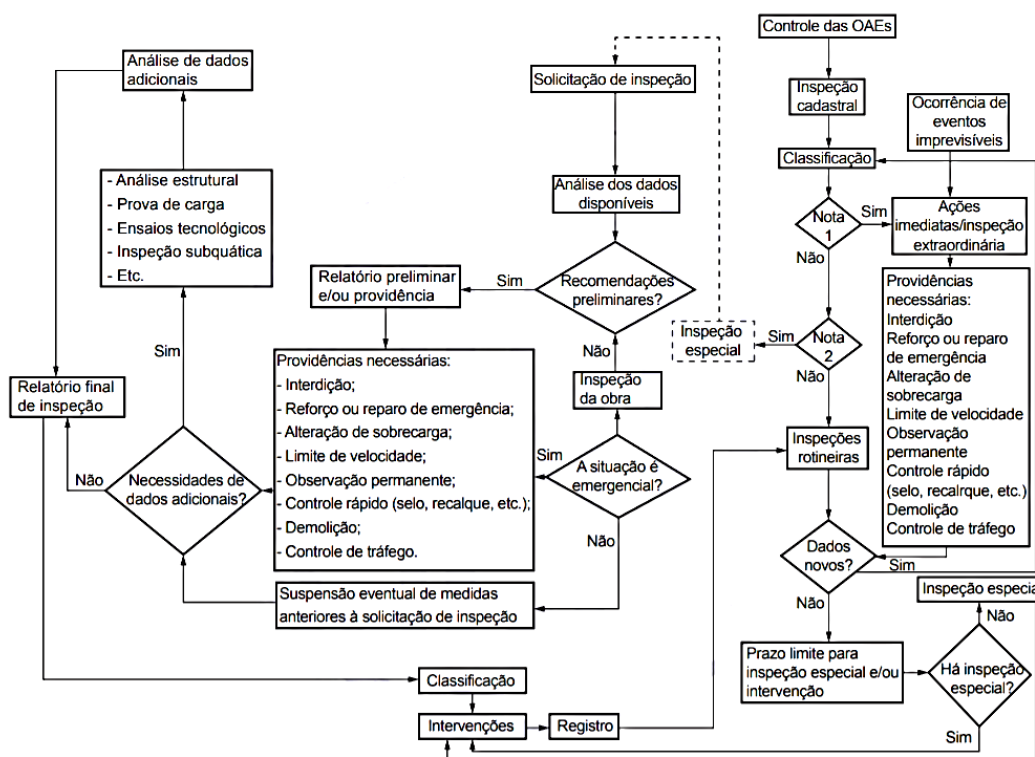 Controle das OAEs
Análise de dados
adicionais
Solicitação de inspeção
Inspeção
cadastral
Ocorrência de
eventos
imprevisíveis
Classificação
- Análise estrutural
- Prova de carga
- Ensaios tecnológicos
- Inspeção subquática
- Etc.
Análise dos dados
disponíveis
Nota
1
Sim
Ações
imediatas/inspeção
extraordinária
Não
Relatório preliminar
e/ou providência
Sim
Recomendações
preliminares?
Providências
necessárias:
Interdição
Reforço ou reparo
de emergência
Alteração de
sobrecarga
Limite de velocidade
Observação
permanente
Controle rápido
(selo, recalrque, etc.)
Demolição
Controle de tráfego
Inspeção
especial
Sim
Nota
2
Não
Sim
Não
Providências necessárias:
- Interdição;
- Reforço ou reparo de emergência;
- Alteração de sobrecarga;
- Limite de velocidade;
- Observação permanente;
- Controle rápido (selo, recalque, etc.);
- Demolição;
- Controle de tráfego.
Inspeção
da obra
Relatório final
de inspeção
Inspeções
rotineiras
Não
Necessidades de
dados adicionais?
Sim
A situação é
emergencial?
Não
Dados
novos?
Sim
Suspensão eventual de medidas
anteriores à solicitação de inspeção
Não
Inspeção especia
Não
Prazo limite para
inspeção especial e/ou
intervenção
Há inspeção
especial?
Sim
Classificação
Intervenções
Registro